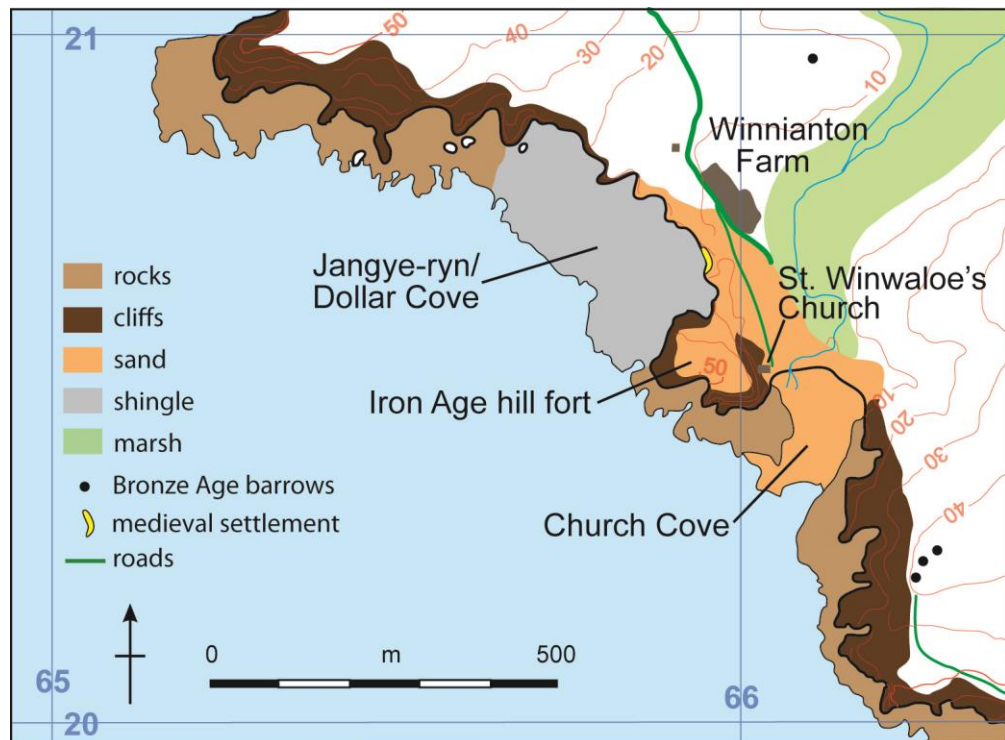 21
50
40
30
20
10
Winnianton
Farm
Jangye-ryn/
Dollar Cove
St. Winwaloe's
Church
rocks
cliffs
sand
shingle
marsh
Bronze Age barrows
medieval settlement
roads
50
Iron Age hill fort
10
20
30
40
Church Cove
0 m 500
65
20
66